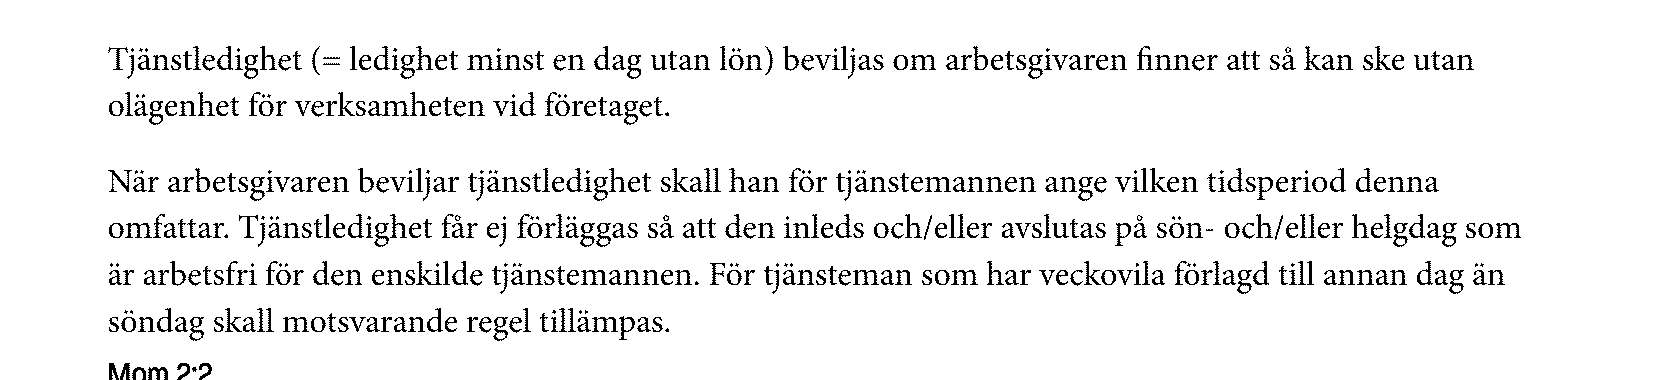 Tjänstledighet (= ledighet minst en dag utan lön) beviljas om arbetsgivaren finner att så kan ske utan
olägenhet för verksamheten vid företaget.
När arbetsgivaren beviljar tjänstledighet skall han för tjänstemannen ange vilken tidsperiod denna
omfattar. Tjänstledighet får ej förläggas så att den inleds och/eller avslutas på sön- och/eller helgdag som
är arbetsfri för den enskilde tjänstemannen. För tjänsteman som har veckovila förlagd till annan dag än
söndag skall motsvarande regel tillämpas.
Mom 2:2